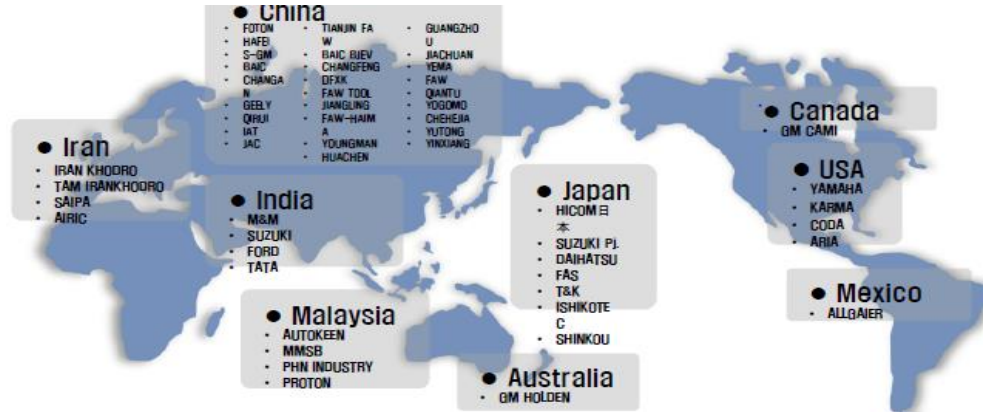 China
FOTON
HAFEI
S-GM
BAIC
CHANGA
N
GEELY
QIRUI
IAT
JAC
TIANJIN FA
W
BAIC BJEV
CHANGFENG
DFXK
FAW TOOL
JIANGLING
FAW-HAIM
A
YOUNGMAN
HUACHEN
GUANGZHO
U
JIACHUAN
YEMA
FAW
QIANTU
YOGOMO
CHEHEJIA
YUTONG
YINXIANG
Iran
IRAN KHODRO
TAM IRANKHODRO
SAIPA
AIRIC
India
M&M
SUZUKI
FORD
TATA
Malaysia
AUTOKEEN
MMSB
PHN INDUSTRY
PROTON
Japan
HICOM日
本
SUZUKI Pj.
DAIHATSU
FAS
T&K
ISHIKOTE
C
SHINKOU
Australia
GM HOLDEN
Canada
GM CAMI
USA
YAMAHA
KARMA
CODA
ARIA
Mexico
ALLGAIER